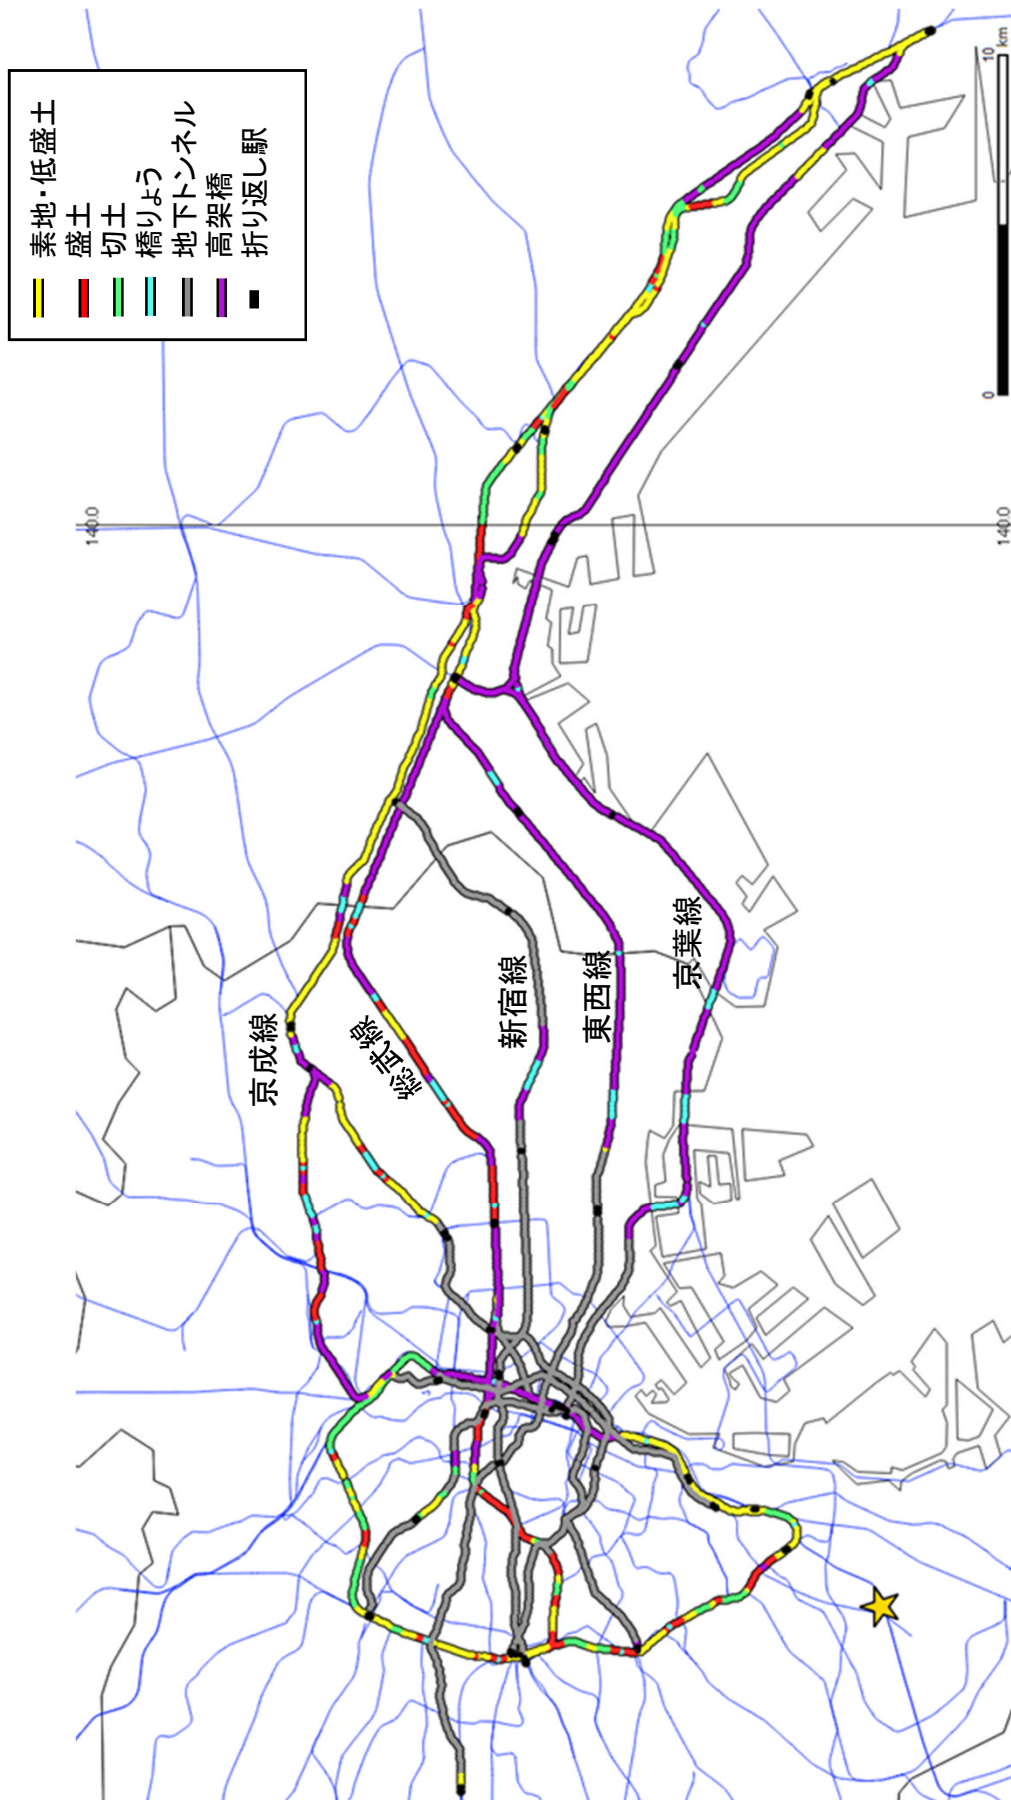 素地・低盛土
盛土
切土
橋りょう
地下トンネル
高架橋
折り返し駅
140.0
京成線
総武線
新宿線
東西線
京葉線
140.0
0
10
km